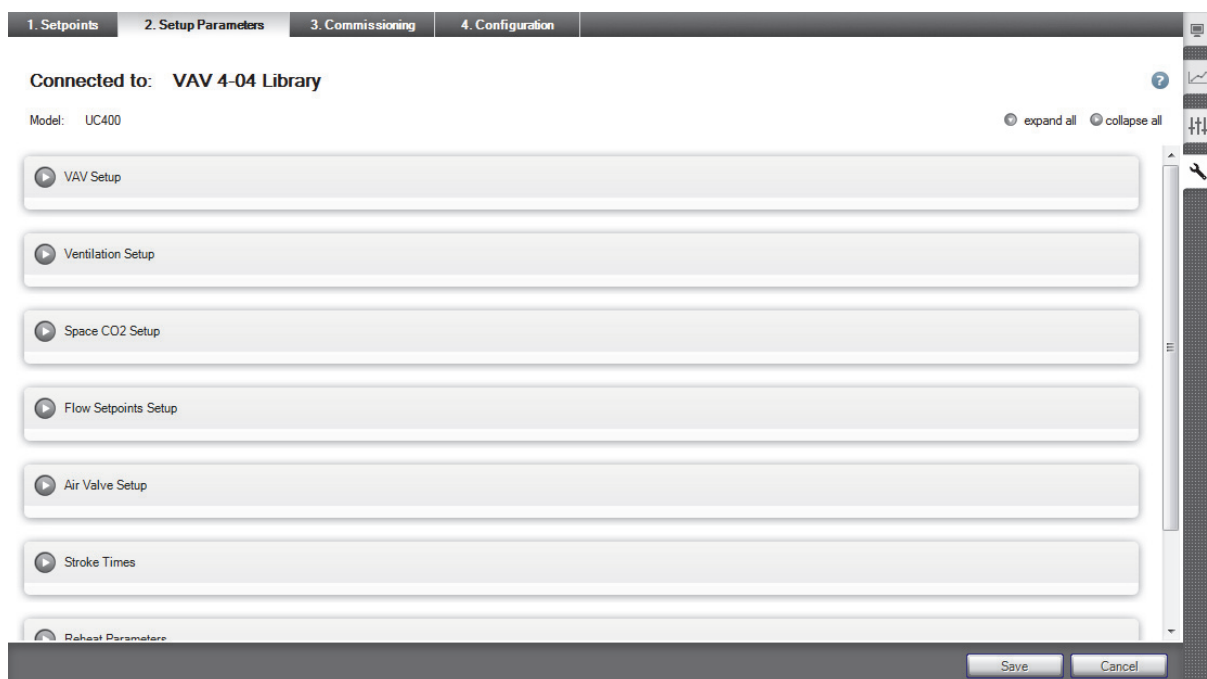 1. Setpoints 2. Setup Parameters 3. Commissioning 4. Configuration
Connected to: VAV 4-04 Library
?
Model: UC400 expand all collapse all
VAV Setup
Ventilation Setup
Space CO2 Setup
Flow Setpoints Setup
Air Valve Setup
Stroke Times
Reheat Parameters
Save Cancel